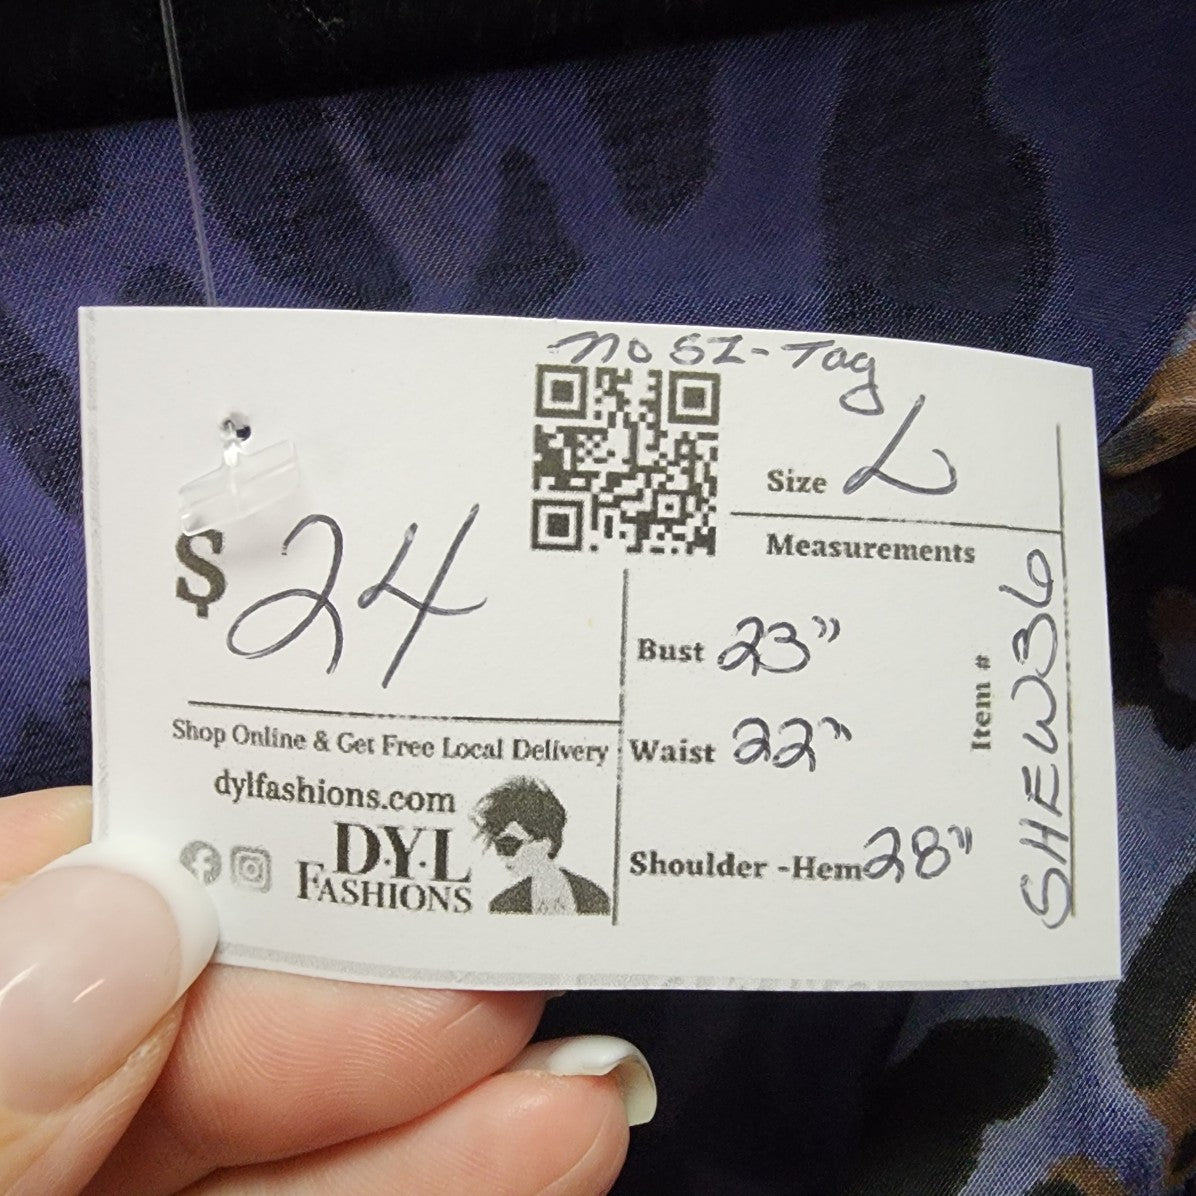 no SZ-Tag
Size L
$24
Measurements
Bust 23"
Waist 22"
Shoulder -Hem 28"
Item # SHEW36
Shop Online & Get Free Local Delivery
dylfashions.com
D·Y·L
FASHIONS